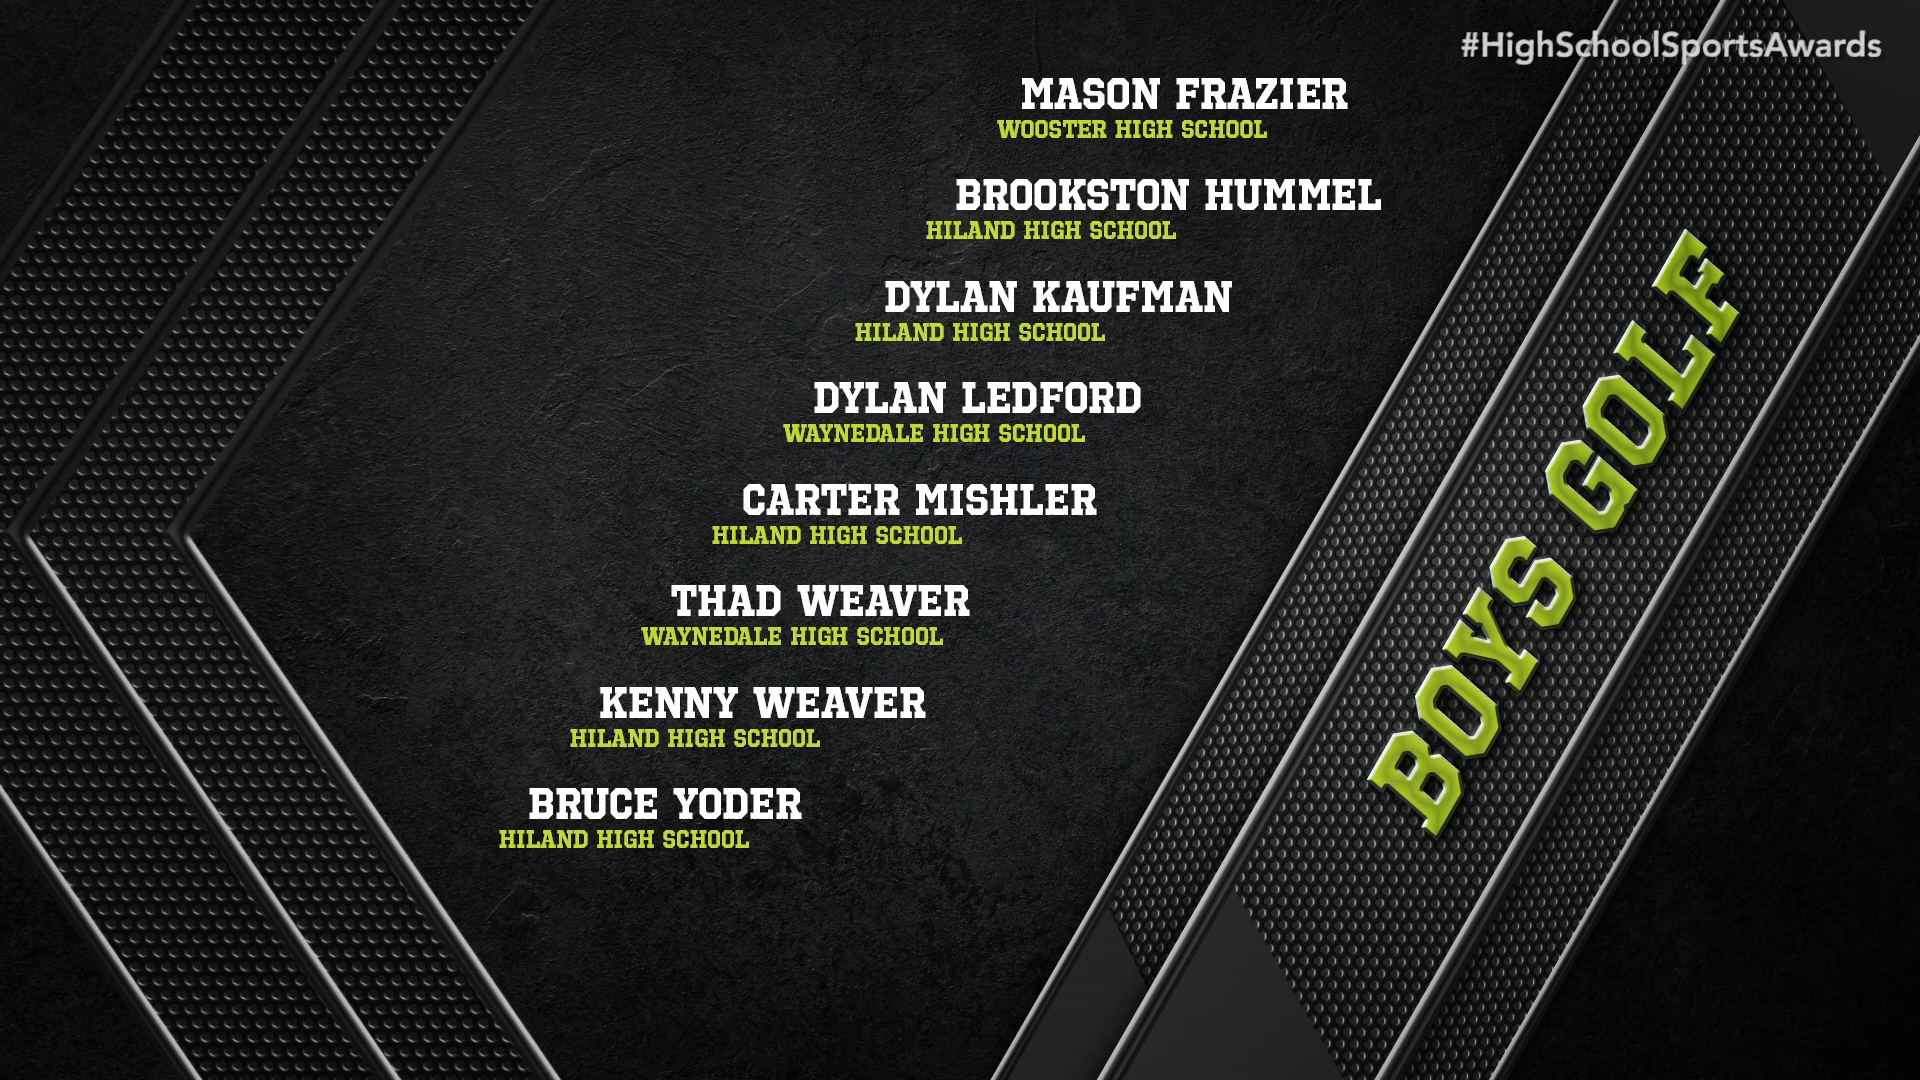 #HighSchoolSportsAwards
MASON FRAZIER
WOOSTER HIGH SCHOOL
BROOKSTON HUMMEL
HILAND HIGH SCHOOL
DYLAN KAUFMAN
HILAND HIGH SCHOOL
DYLAN LEDFORD
WAYNEDALE HIGH SCHOOL
CARTER MISHLER
HILAND HIGH SCHOOL
THAD WEAVER
WAYNEDALE HIGH SCHOOL
KENNY WEAVER
HILAND HIGH SCHOOL
BRUCE YODER
HILAND HIGH SCHOOL
BOYS GOLF